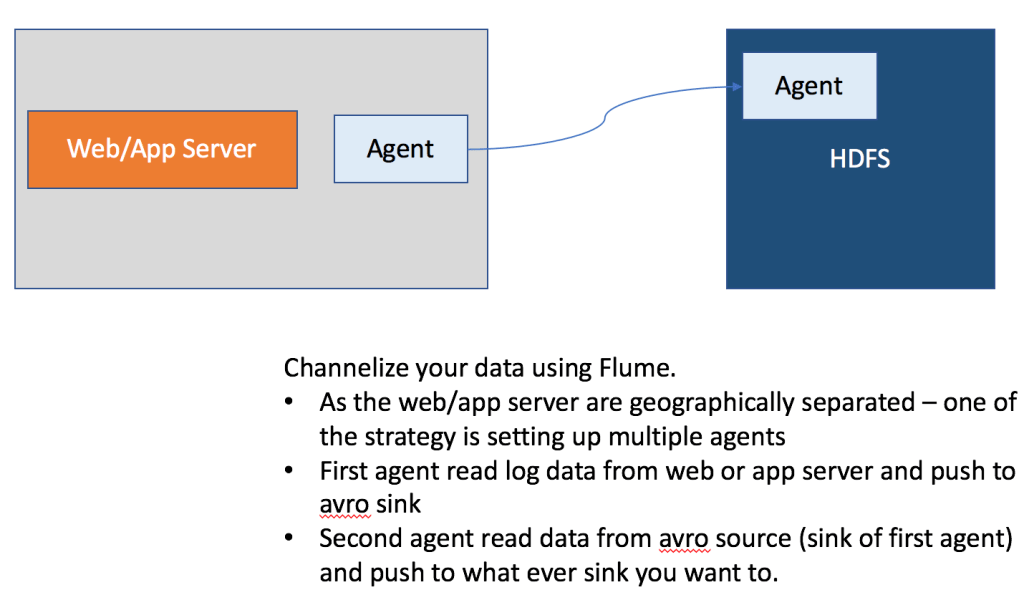 Web/App Server
Agent
Agent
HDFS
Channelize your data using Flume.
• As the web/app server are geographically separated – one of
the strategy is setting up multiple agents
• First agent read log data from web or app server and push to
avro sink
• Second agent read data from avro source (sink of first agent)
and push to what ever sink you want to.